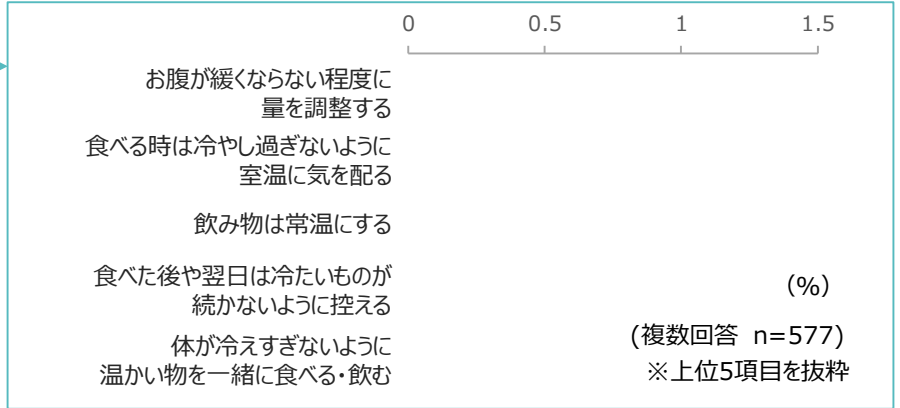 0 0.5 1 1.5
お腹が緩くならない程度に
量を調整する
食べる時は冷やし過ぎないように
室温に気を配る
飲み物は常温にする
食べた後や翌日は冷たいものが
続かないように控える
体が冷えすぎないように
温かい物を一緒に食べる・飲む
(%)
(複数回答 n=577)
※上位5項目を抜粋